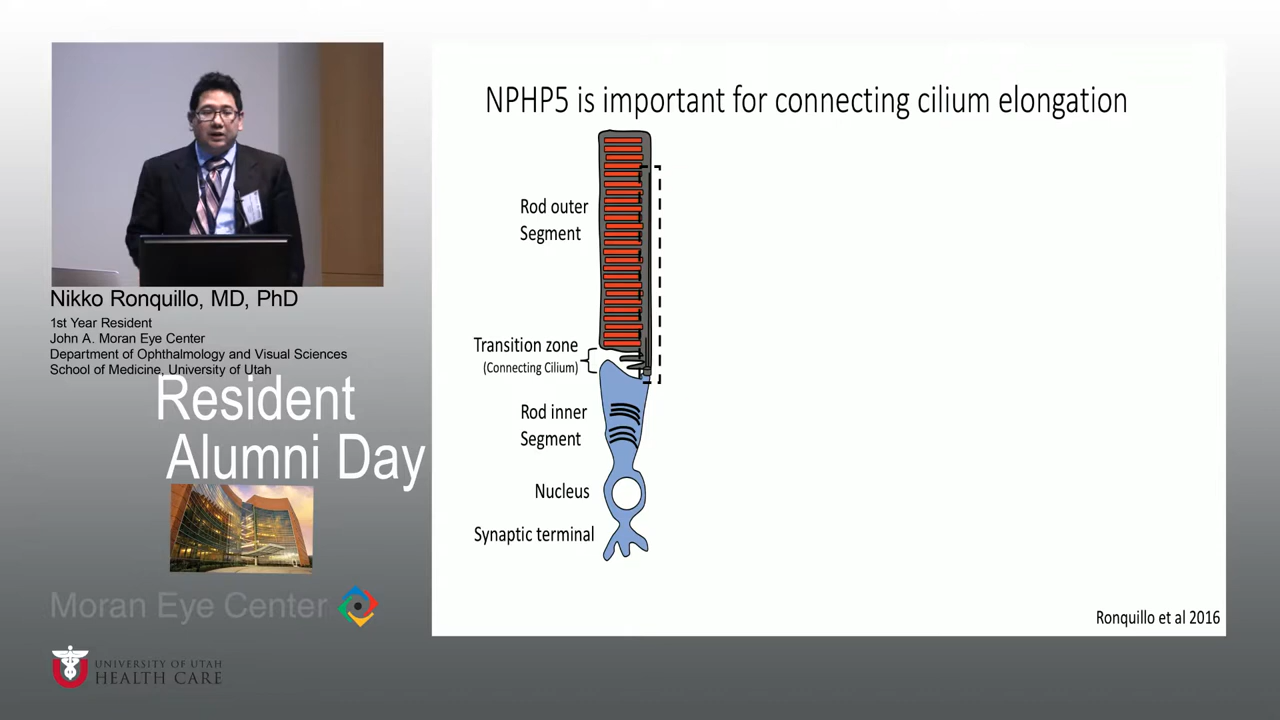 NPHP5 is important for connecting cilium elongation
Rod outer
Segment
Transition zone
(Connecting Cilium)
Rod inner
Segment
Nucleus
Synaptic terminal
Ronquillo et al 2016
Nikko Ronquillo, MD, PhD
1st Year Resident
John A. Moran Eye Center
Department of Ophthalmology and Visual Sciences
School of Medicine, University of Utah
Resident
Alumni Day
Moran Eye Center
UNIVERSITY OF UTAH
HEALTH CARE